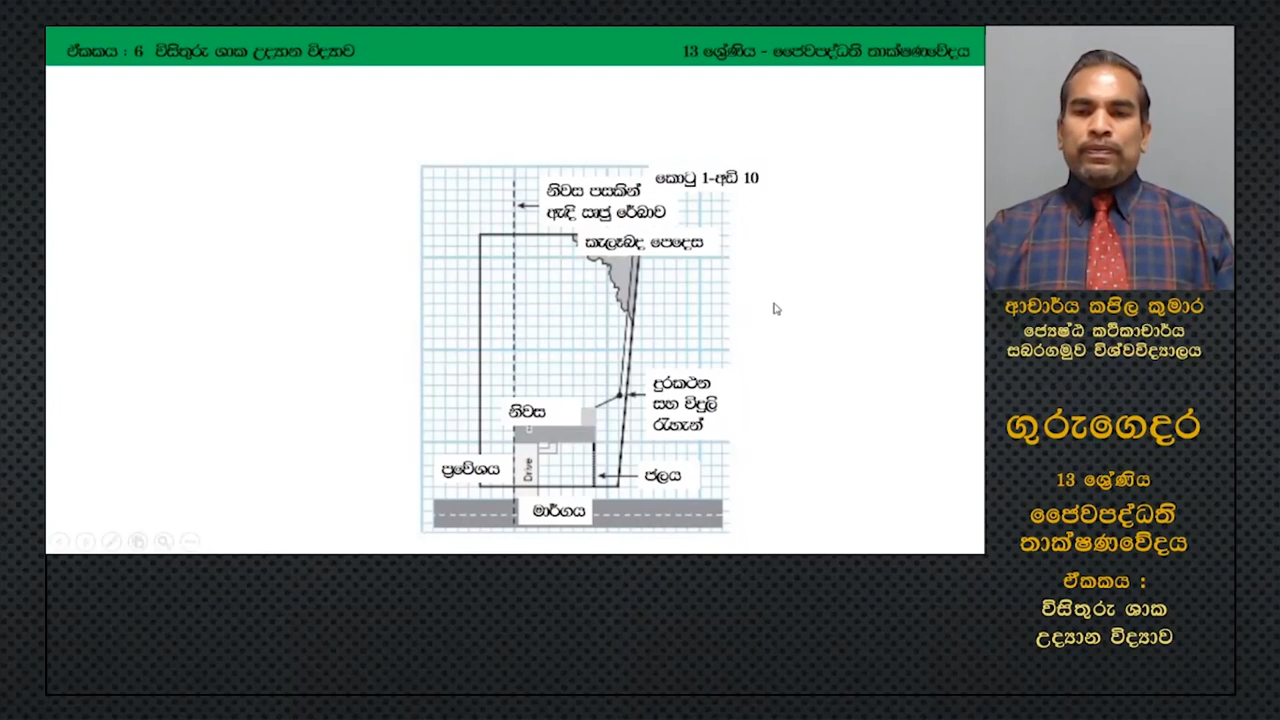 ඒකකය : 6 විසිතුරු ශාක උද්‍යාන විද්‍යාව
13 ශ්‍රේණිය - ජෛවපද්ධති තාක්ෂණවේදය
කොටු 1-අඩි 10
නිවස පසකින්
ඇඳි සෘජු රේඛාව
කැලෑබද පෙදෙස
දුරකථන
සහ විදුලි
රැහැන්
නිවස
ප්‍රවේශය
Drive
ජලය
මාර්ගය
ආචාර්ය කපිල කුමාර
ජ්‍යෙෂ්ඨ කථිකාචාර්ය
සබරගමුව විශ්වවිද්‍යාලය
ගුරුගෙදර
13 ශ්‍රේණිය
ජෛවපද්ධති
තාක්ෂණවේදය
ඒකකය :
විසිතුරු ශාක
උද්‍යාන විද්‍යාව